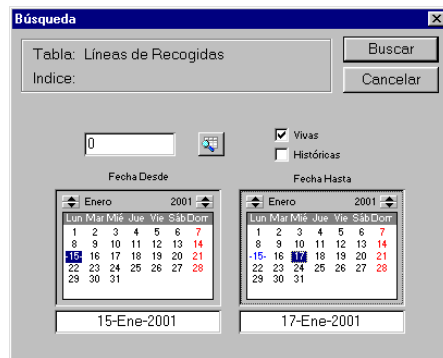 Búsqueda
Tabla: Líneas de Recogidas
Indice:
Buscar
Cancelar
0
Vivas
Históricas
Fecha Desde
Enero 2001
Lun Mar Mié Jue Vie Sáb Dom
1 2 3 4 5 6 7
8 9 10 11 12 13 14
-15- 16 17 18 19 20 21
22 23 24 25 26 27 28
29 30 31
15-Ene-2001
Fecha Hasta
Enero 2001
Lun Mar Mié Jue Vie Sáb Dom
1 2 3 4 5 6 7
8 9 10 11 12 13 14
-15- 16 17 18 19 20 21
22 23 24 25 26 27 28
29 30 31
17-Ene-2001